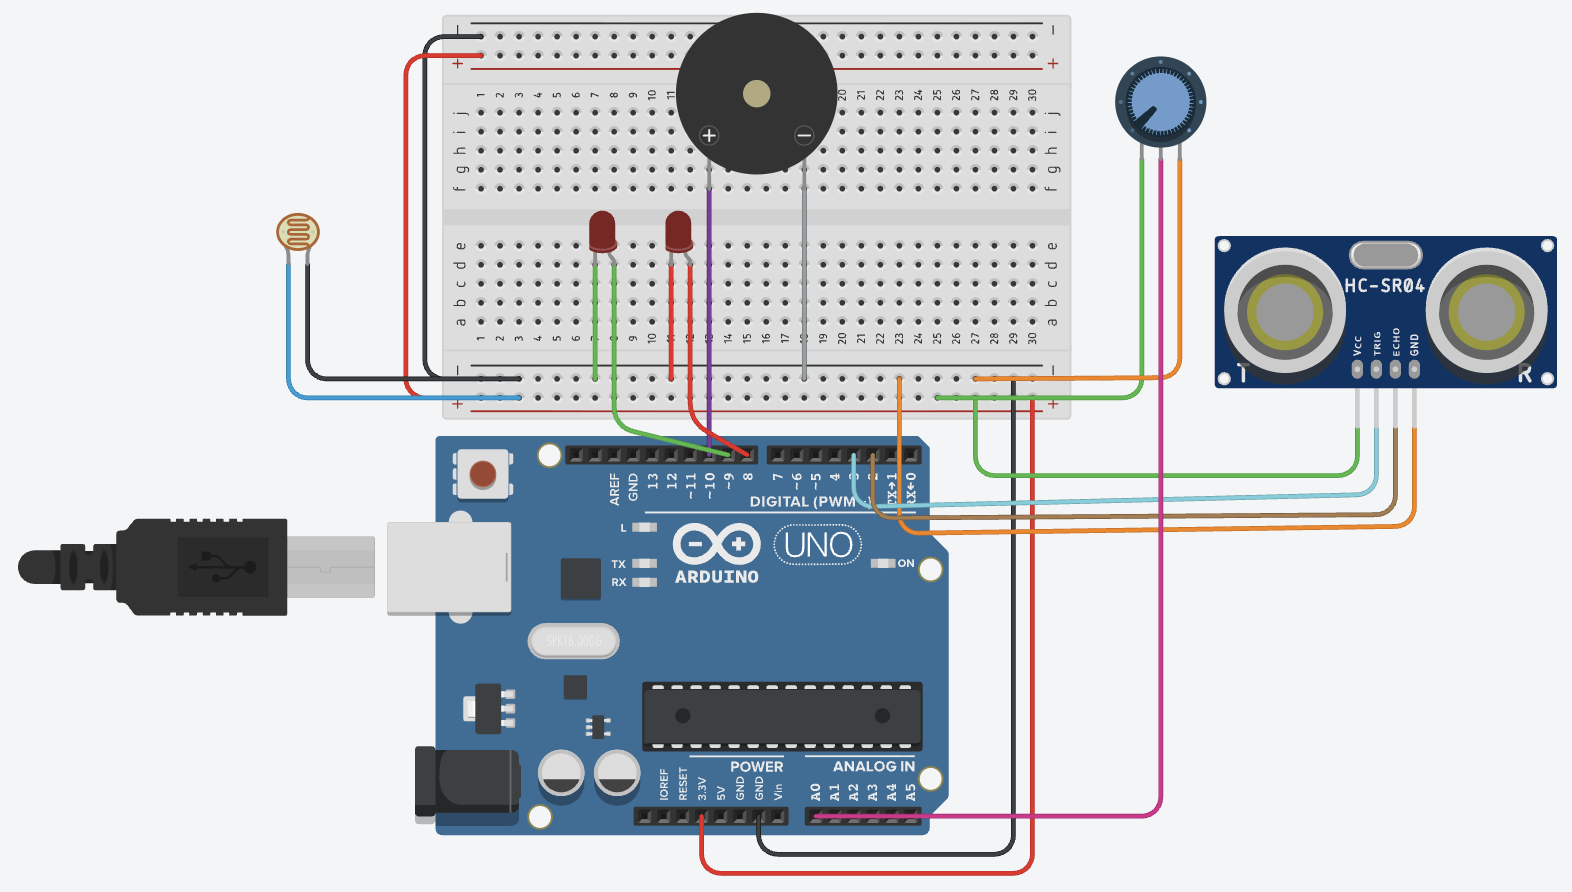 − −
+ +
1 2 3 4 5 6 7 8 9 10 11 20 21 22 23 24 25 26 27 28 29 30
j j
i i
h h
g g
f f
+ −
e e
d d
c c
b b
a a
1 2 3 4 5 6 7 8 9 10 11 12 14 15 16 17 18 19 20 21 22 23 24 25 26 27 28 29 30
− −
+ +
HC-SR04
VCC TRIG ECHO GND
T R
AREF GND 13 12 ~11 ~10 ~9 8 7 ~6 ~5 4 ~3 2 TX→1 RX←0
DIGITAL (PWM ~)
L
UNO
TX
RX
ON
ARDUINO
SPK16.000G
POWER ANALOG IN
IOREF RESET 3.3V 5V GND GND Vin A0 A1 A2 A3 A4 A5